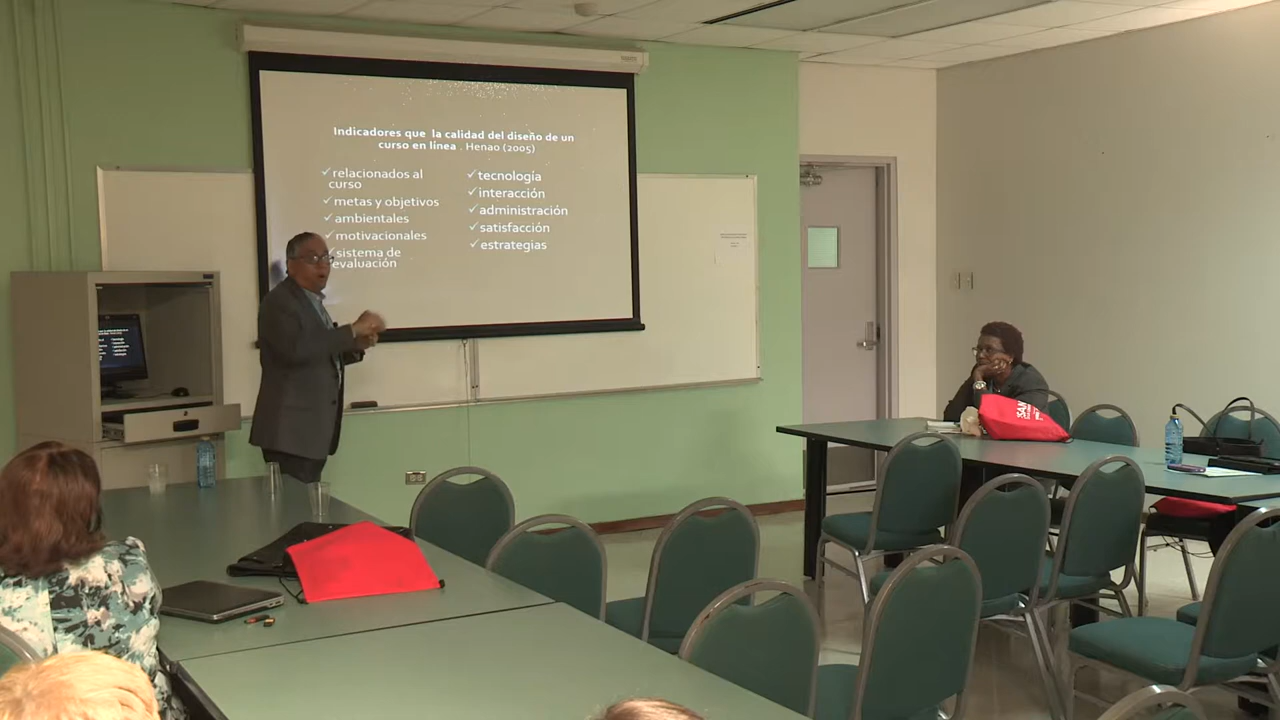 Indicadores que la calidad del diseño de un
curso en línea . Henao (2005)
✓relacionados al
curso
✓metas y objetivos
✓ambientales
✓motivacionales
✓sistema de
evaluación
✓tecnología
✓interacción
✓administración
✓satisfacción
✓estrategias